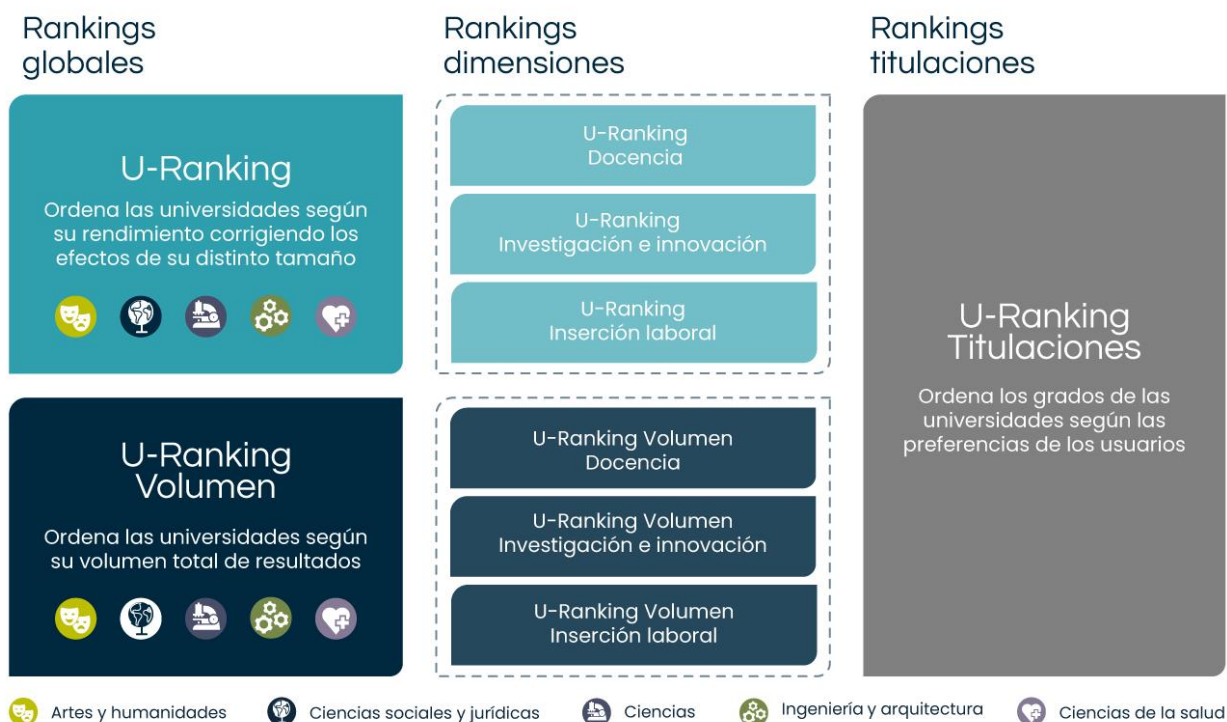 Rankings
globales
Rankings
dimensiones
Rankings
titulaciones
U-Ranking
Ordena las universidades según
su rendimiento corrigiendo los
efectos de su distinto tamaño
U-Ranking
Docencia
U-Ranking
Investigación e innovación
U-Ranking
Inserción laboral
U-Ranking
Volumen
Ordena las universidades según
su volumen total de resultados
U-Ranking Volumen
Docencia
U-Ranking Volumen
Investigación e innovación
U-Ranking Volumen
Inserción laboral
U-Ranking
Titulaciones
Ordena los grados de las
universidades según las
preferencias de los usuarios
Artes y humanidades
Ciencias sociales y jurídicas
Ciencias
Ingeniería y arquitectura
Ciencias de la salud